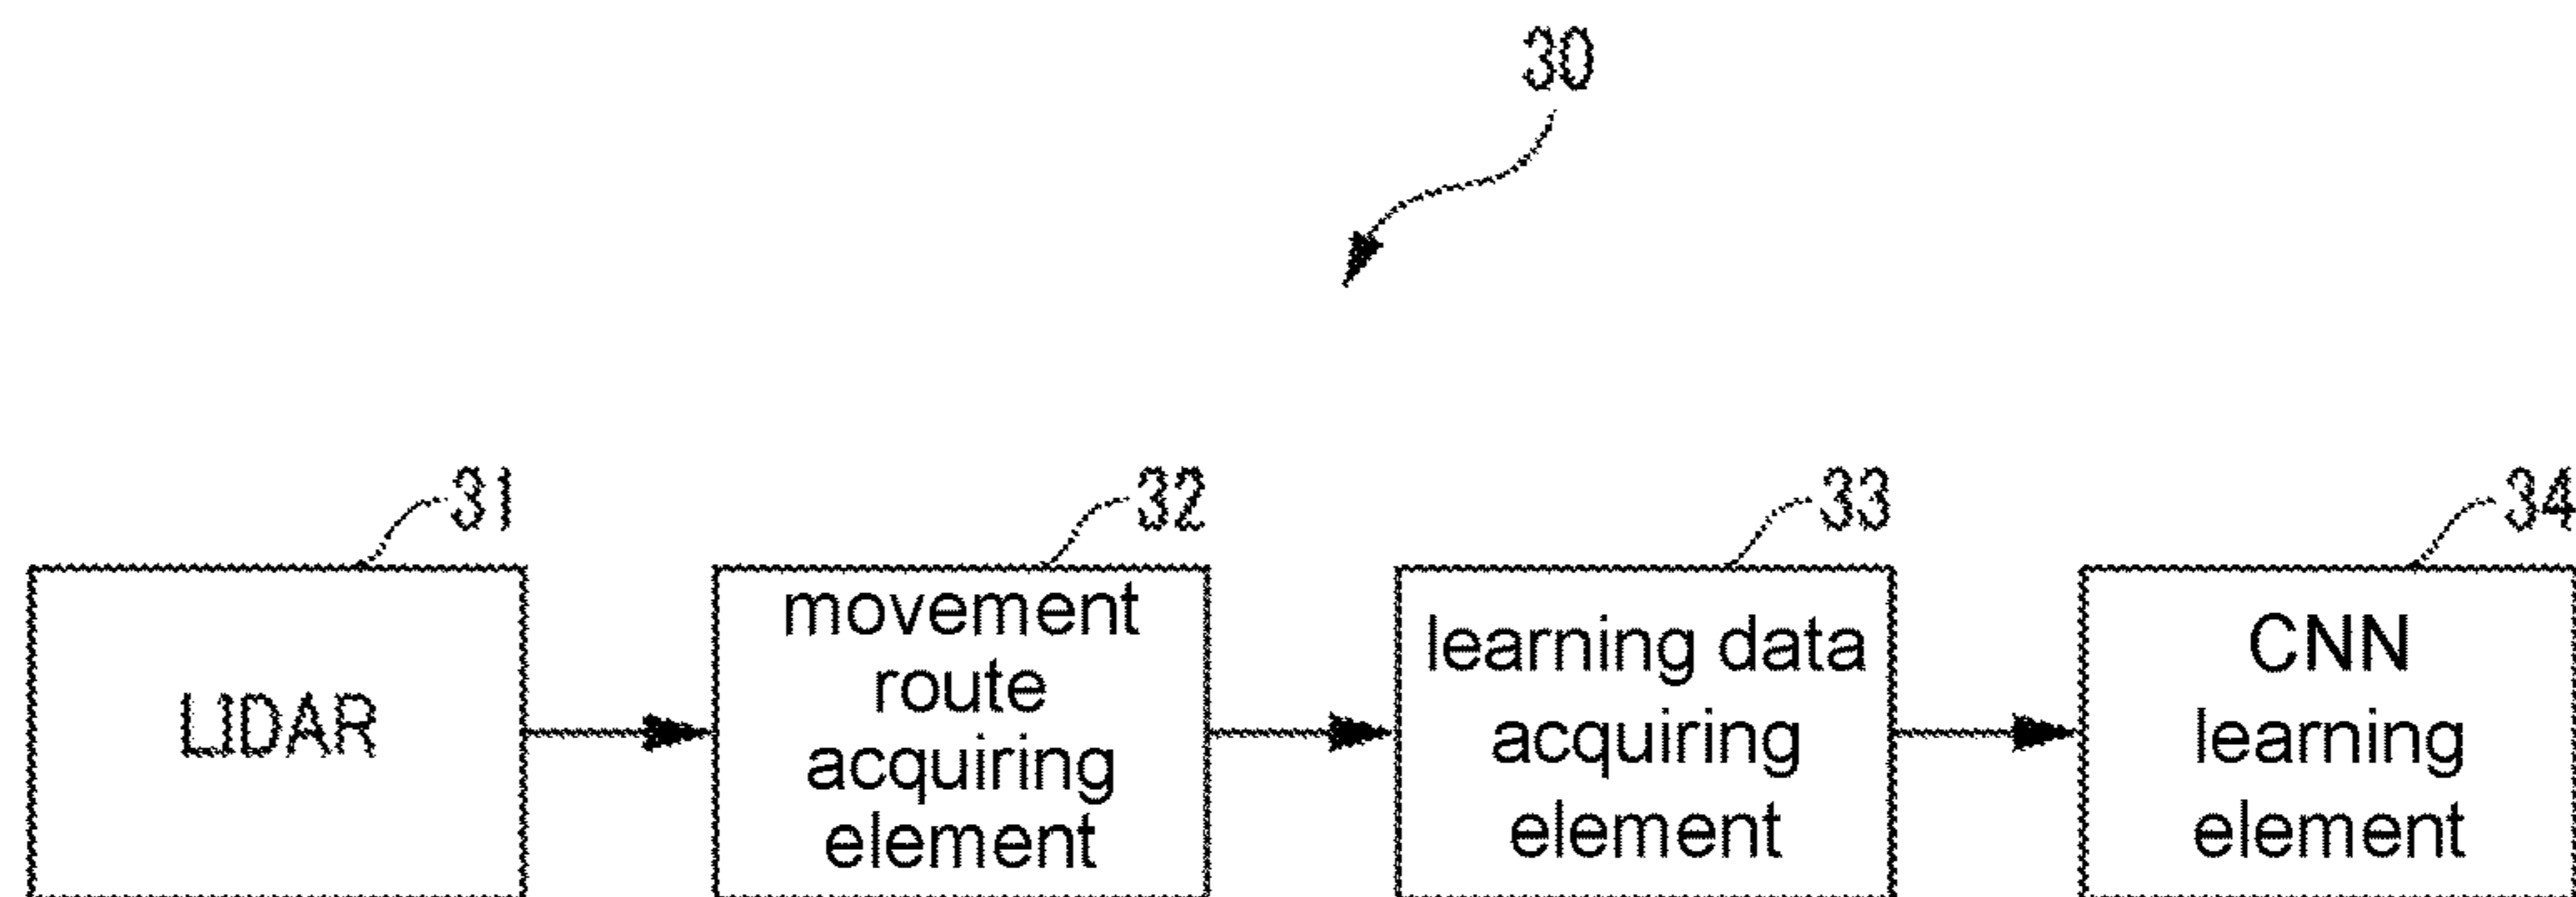 30
31
32
33
34
LIDAR
movement
route
acquiring
element
learning data
acquiring
element
CNN
learning
element